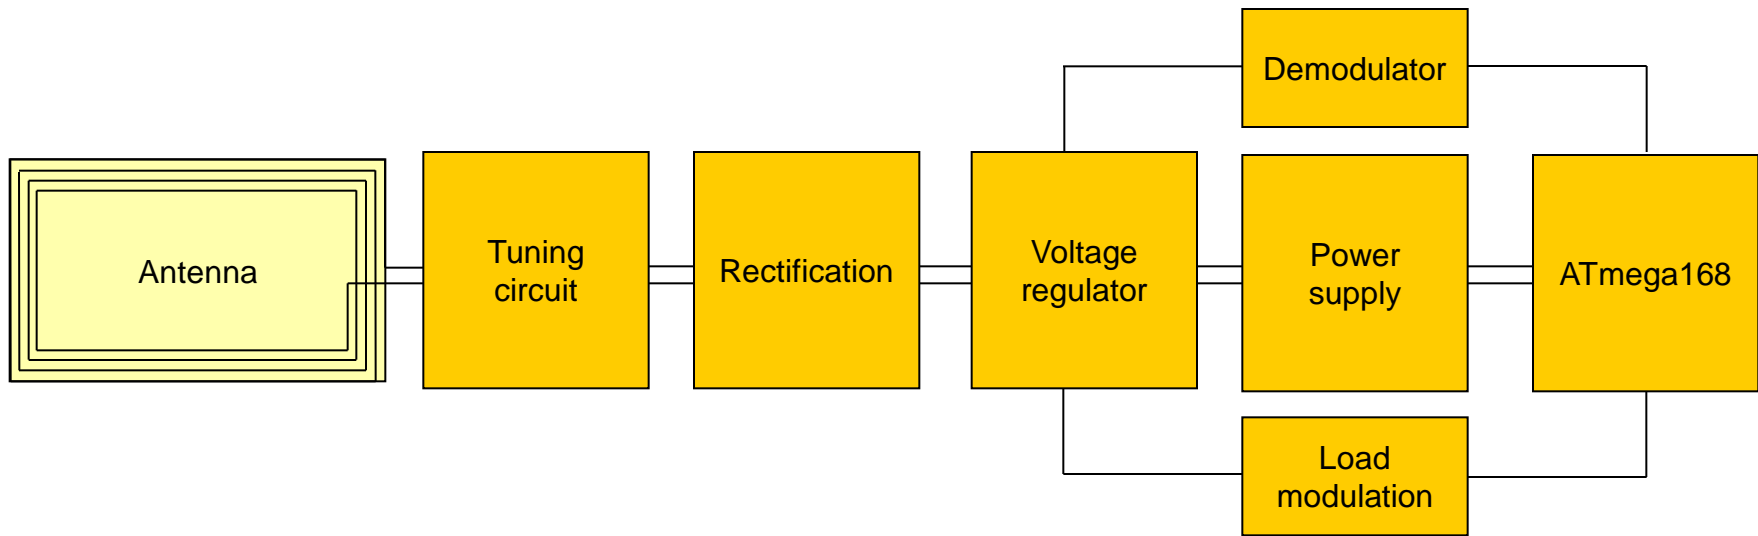 Demodulator
Antenna
Tuning
circuit
Rectification
Voltage
regulator
Power
supply
ATmega168
Load
modulation